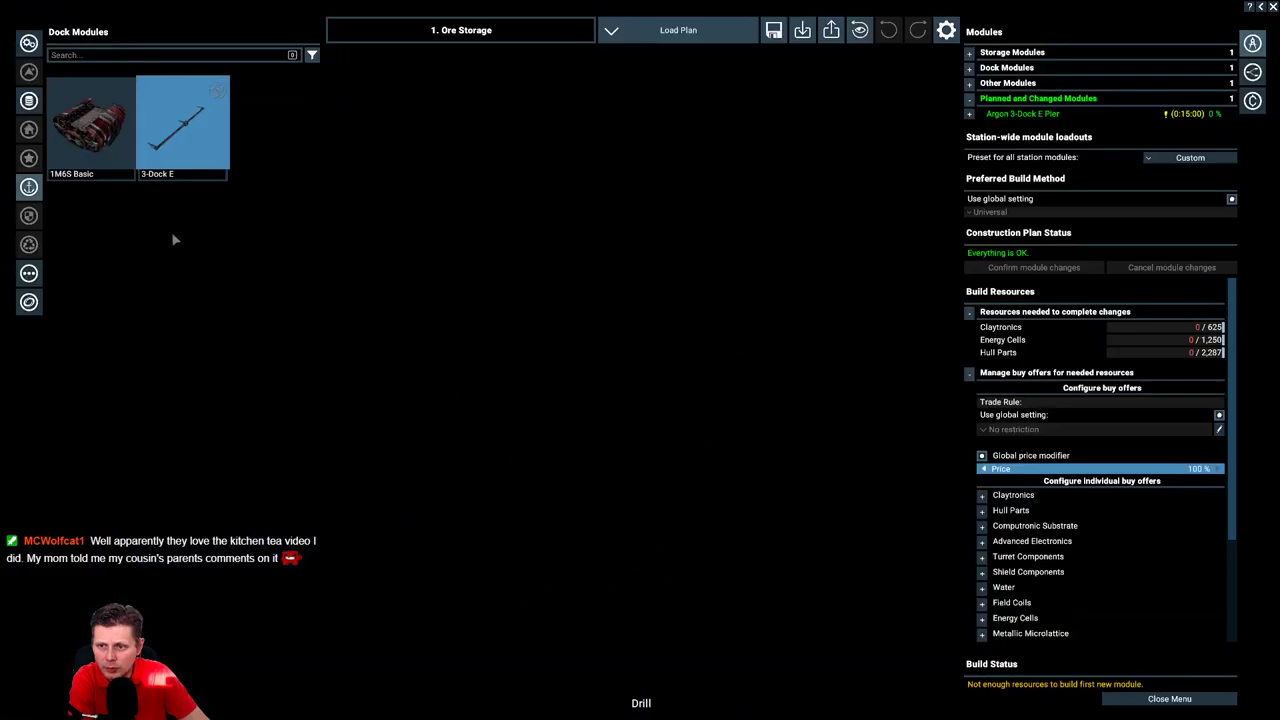 Dock Modules
Search...
0
1M6S Basic
3-Dock E
1. Ore Storage
Load Plan
Modules
Storage Modules 1
Dock Modules 1
Other Modules 1
Planned and Changed Modules 1
Argon 3-Dock E Pier ! (0:15:00) 0 %
Station-wide module loadouts
Preset for all station modules: Custom
Preferred Build Method
Use global setting
Universal
Construction Plan Status
Everything is OK.
Confirm module changes Cancel module changes
Build Resources
Resources needed to complete changes
Claytronics 0 / 625
Energy Cells 0 / 1,250
Hull Parts 0 / 2,287
Manage buy offers for needed resources
Configure buy offers
Trade Rule:
Use global setting:
No restriction
Global price modifier
Price 100 %
Configure individual buy offers
Claytronics
Hull Parts
Computronic Substrate
Advanced Electronics
Turret Components
Shield Components
Water
Field Coils
Energy Cells
Metallic Microlattice
Build Status
Not enough resources to build first new module.
Close Menu
MCWolfcat1 Well apparently they love the kitchen tea video I
did. My mom told me my cousin's parents comments on it
Drill